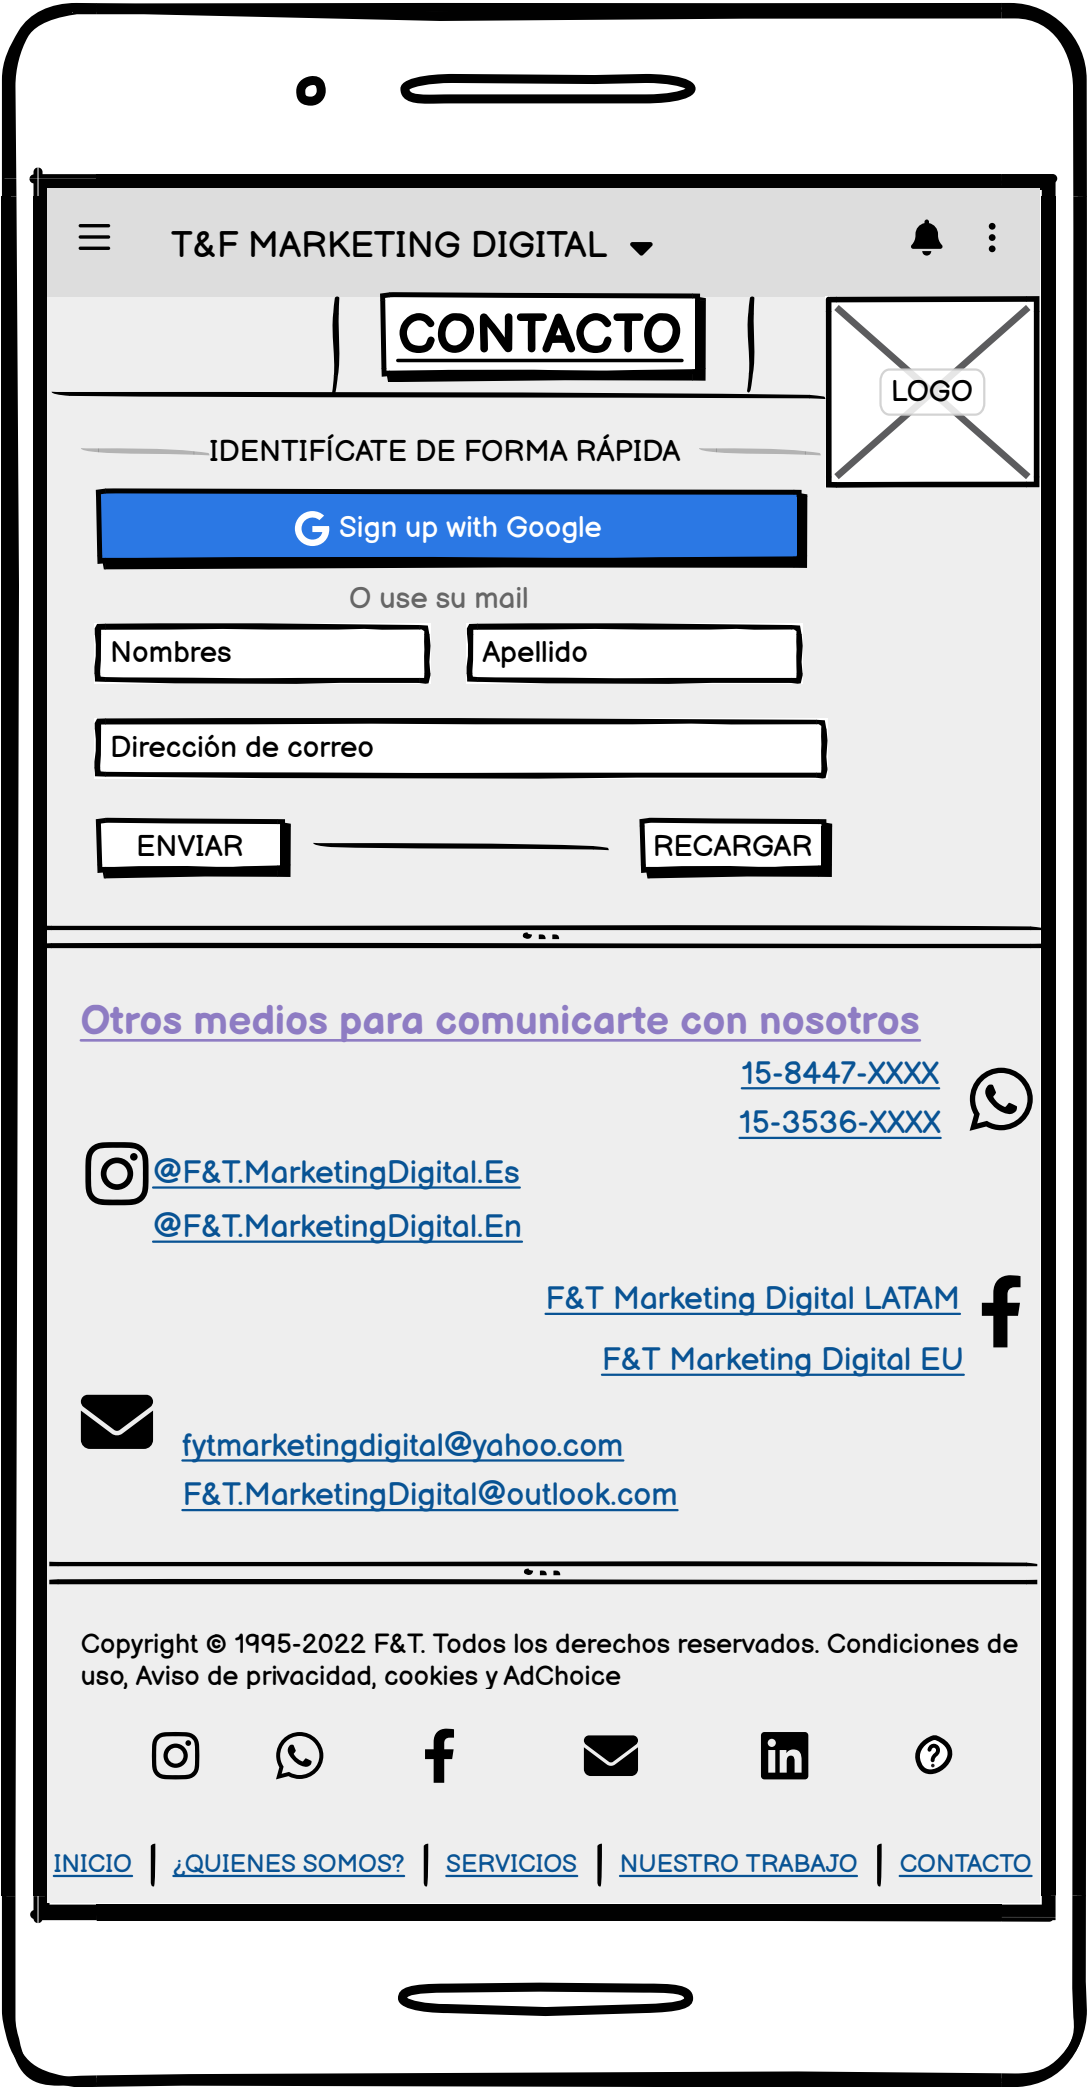 T&F MARKETING DIGITAL
CONTACTO
LOGO
IDENTIFÍCATE DE FORMA RÁPIDA
Sign up with Google
O use su mail
Nombres
Apellido
Dirección de correo
ENVIAR
RECARGAR
Otros medios para comunicarte con nosotros
15-8447-XXXX
15-3536-XXXX
@F&T.MarketingDigital.Es
@F&T.MarketingDigital.En
F&T Marketing Digital LATAM
F&T Marketing Digital EU
fytmarketingdigital@yahoo.com
F&T.MarketingDigital@outlook.com
Copyright © 1995-2022 F&T. Todos los derechos reservados. Condiciones de
uso, Aviso de privacidad, cookies y AdChoice
INICIO | ¿QUIENES SOMOS? | SERVICIOS | NUESTRO TRABAJO | CONTACTO